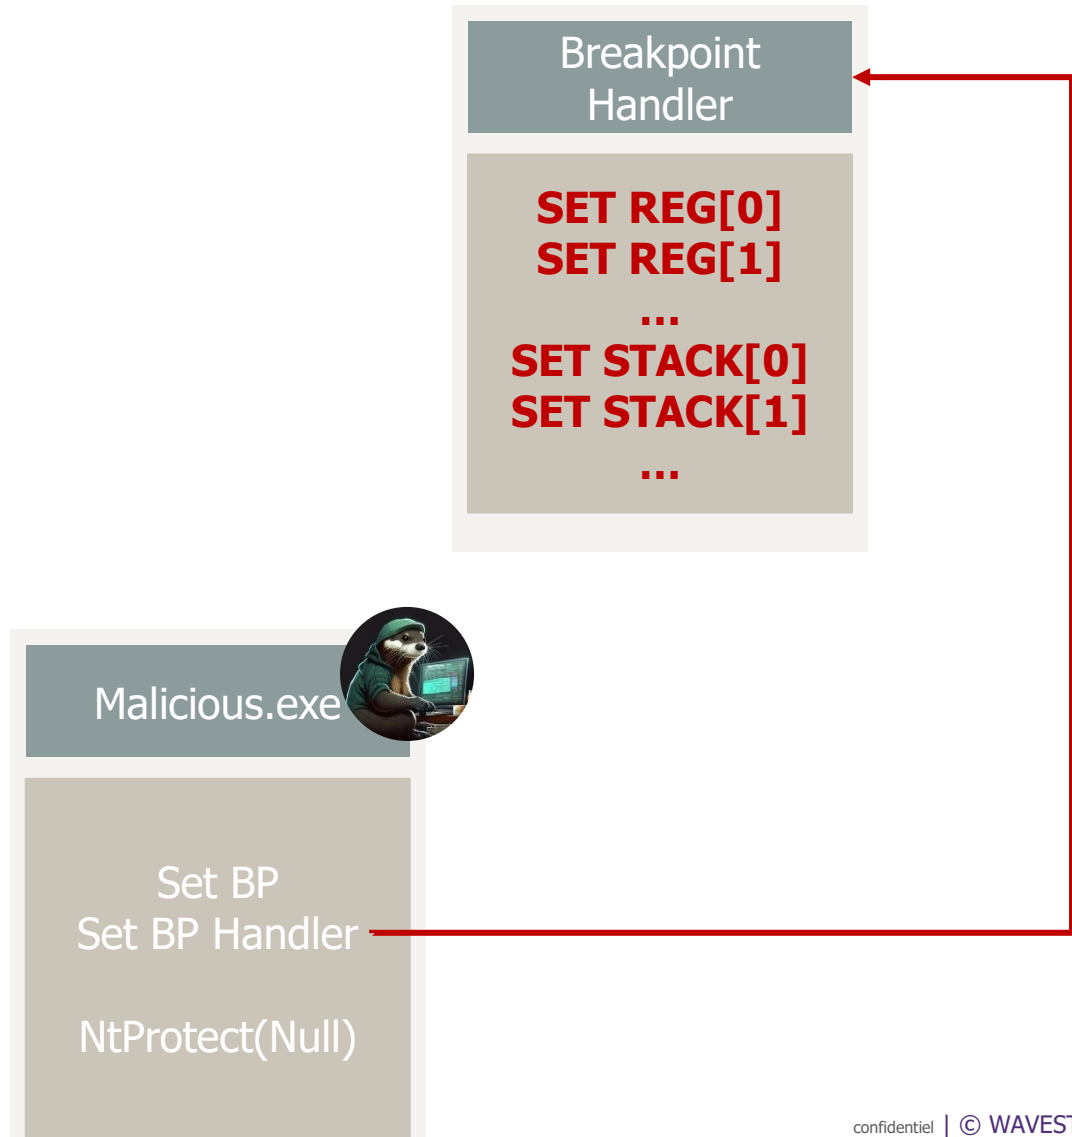 Breakpoint
Handler
SET REG[0]
SET REG[1]
...
SET STACK[0]
SET STACK[1]
...
Malicious.exe
Set BP
Set BP Handler
NtProtect(Null)
confidentiel | © WAVEST